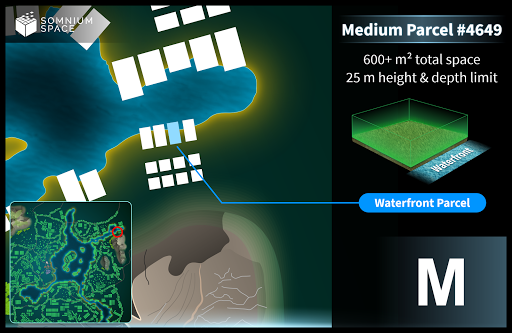 SOMNIUM
SPACE
Medium Parcel #4649
600+ m² total space
25 m height & depth limit
Waterfront
Waterfront Parcel
M